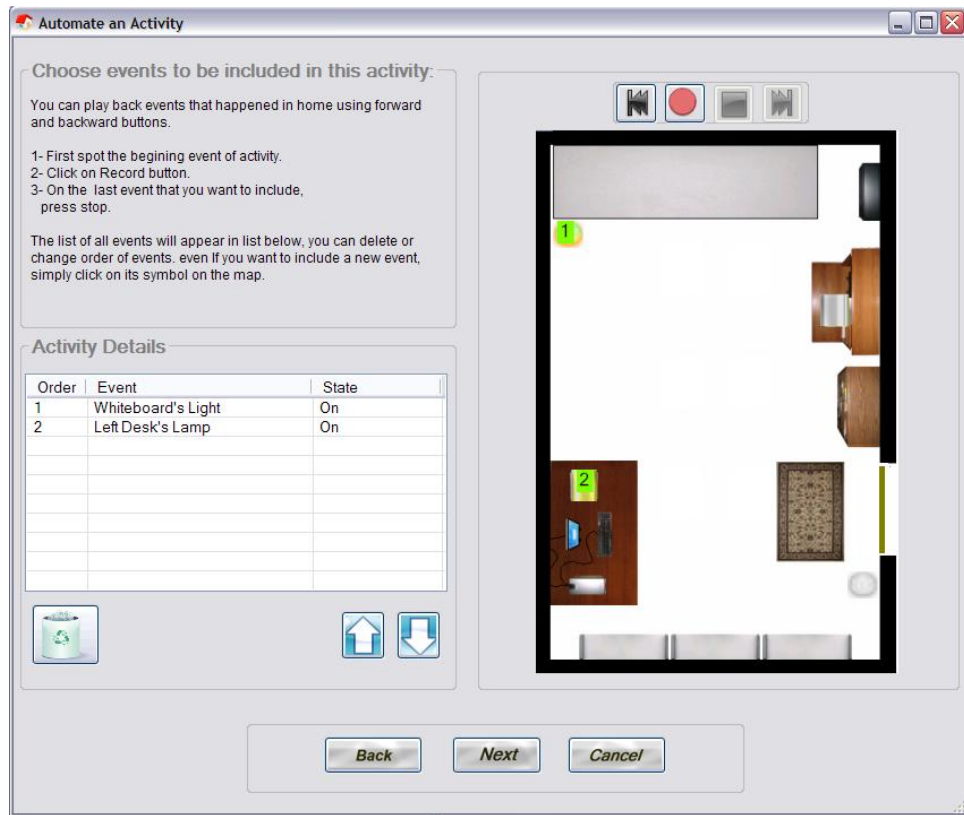 Automate an Activity
Choose events to be included in this activity:
You can play back events that happened in home using forward
and backward buttons.
1- First spot the begining event of activity.
2- Click on Record button.
3- On the last event that you want to include,
press stop.
The list of all events will appear in list below, you can delete or
change order of events. even If you want to include a new event,
simply click on its symbol on the map.
Activity Details
Order Event State
1 Whiteboard's Light On
2 Left Desk's Lamp On
1
2
Back Next Cancel